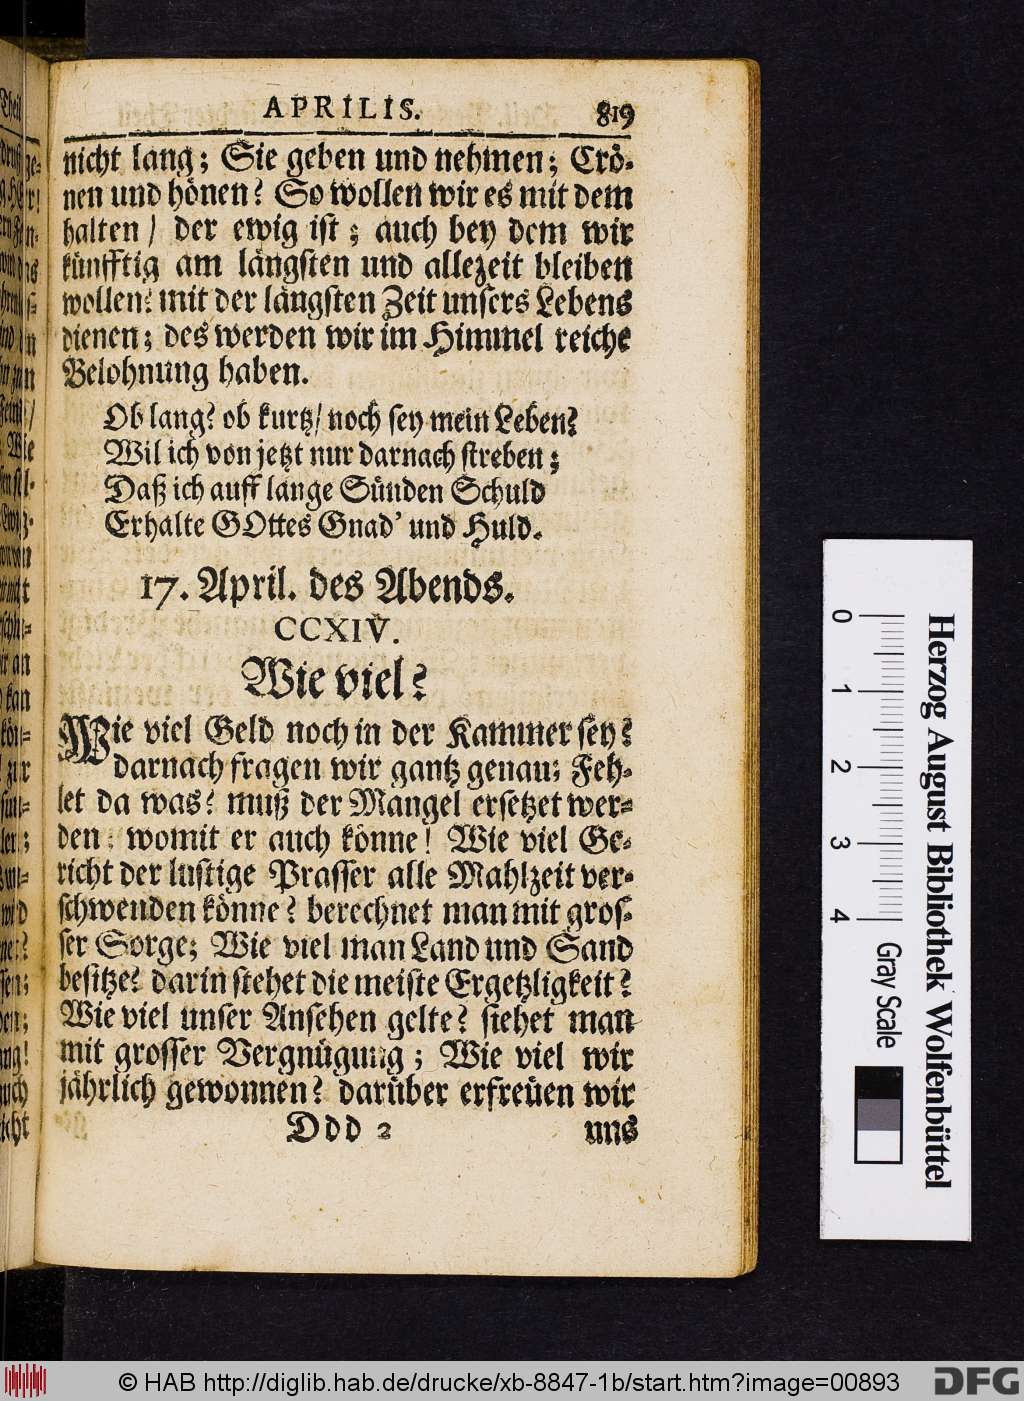 APRILIS. 819
nicht lang; Sie geben und nehmen; Crö-
nen und hönen? So wollen wir es mit dem
halten / der ewig ist; auch bey dem wir
künfftig am längsten und allezeit bleiben
wollen: mit der längsten Zeit unsers Lebens
dienen; des werden wir im Himmel reiche
Belohnung haben.
Ob lang? ob kurtz / noch sey mein Leben?
Wil ich von jetzt nur darnach streben;
Daß ich auff lange Sünden Schuld
Erhalte GOttes Gnad' und Huld.
17. April. des Abends.
CCXIV.
Wie viel?
Wie viel Geld noch in der Kammer sey?
darnach fragen wir gantz genau; Feh-
let da was? muß der Mangel ersetzet wer-
den: womit er auch könne! Wie viel Ge-
richt der lustige Prasser alle Mahlzeit ver-
schwenden könne? berechnet man mit gros-
ser Sorge; Wie viel man Land und Sand
besitze? darin stehet die meiste Ergetzligkeit?
Wie viel unser Ansehen gelte? siehet man
mit grosser Vergnügung; Wie viel wir
jährlich gewonnen? darüber erfreüen wir
Ddd 2 uns
0 1 2 3 4
Gray Scale
Herzog August Bibliothek Wolfenbüttel
© HAB http://diglib.hab.de/drucke/xb-8847-1b/start.htm?image=00893
DFG